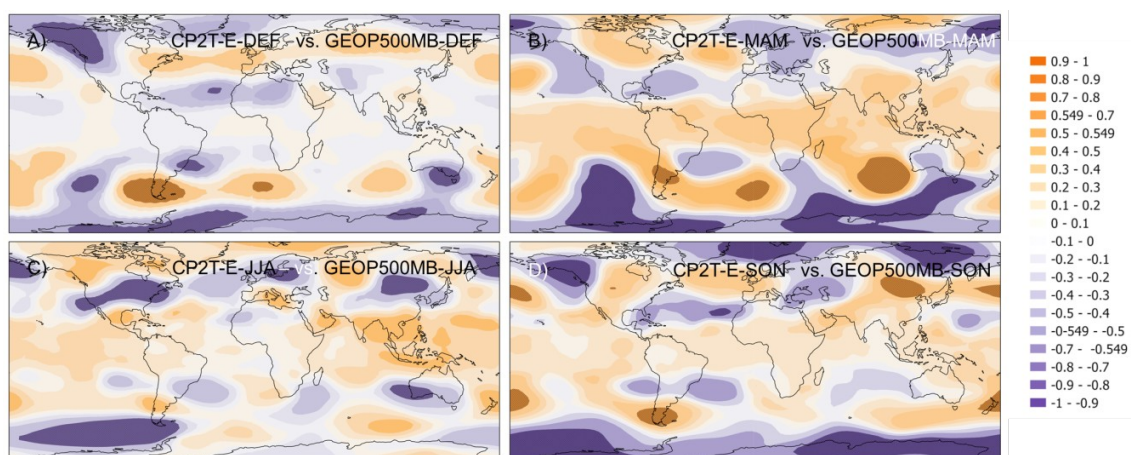 A) CP2T-E-DEF vs. GEOP500MB-DEF
B) CP2T-E-MAM vs. GEOP500MB-MAM
C) CP2T-E-JJA - vs. GEOP500MB-JJA
D) CP2T-E-SON- vs. GEOP500MB-SON
0.9 - 1
0.8 - 0.9
0.7 - 0.8
0.549 - 0.7
0.5 - 0.549
0.4 - 0.5
0.3 - 0.4
0.2 - 0.3
0.1 - 0.2
0 - 0.1
-0.1 - 0
-0.2 - -0.1
-0.3 - -0.2
-0.4 - -0.3
-0.5 - -0.4
-0.549 - -0.5
-0.7 - -0.549
-0.8 - -0.7
-0.9 - -0.8
-1 - -0.9